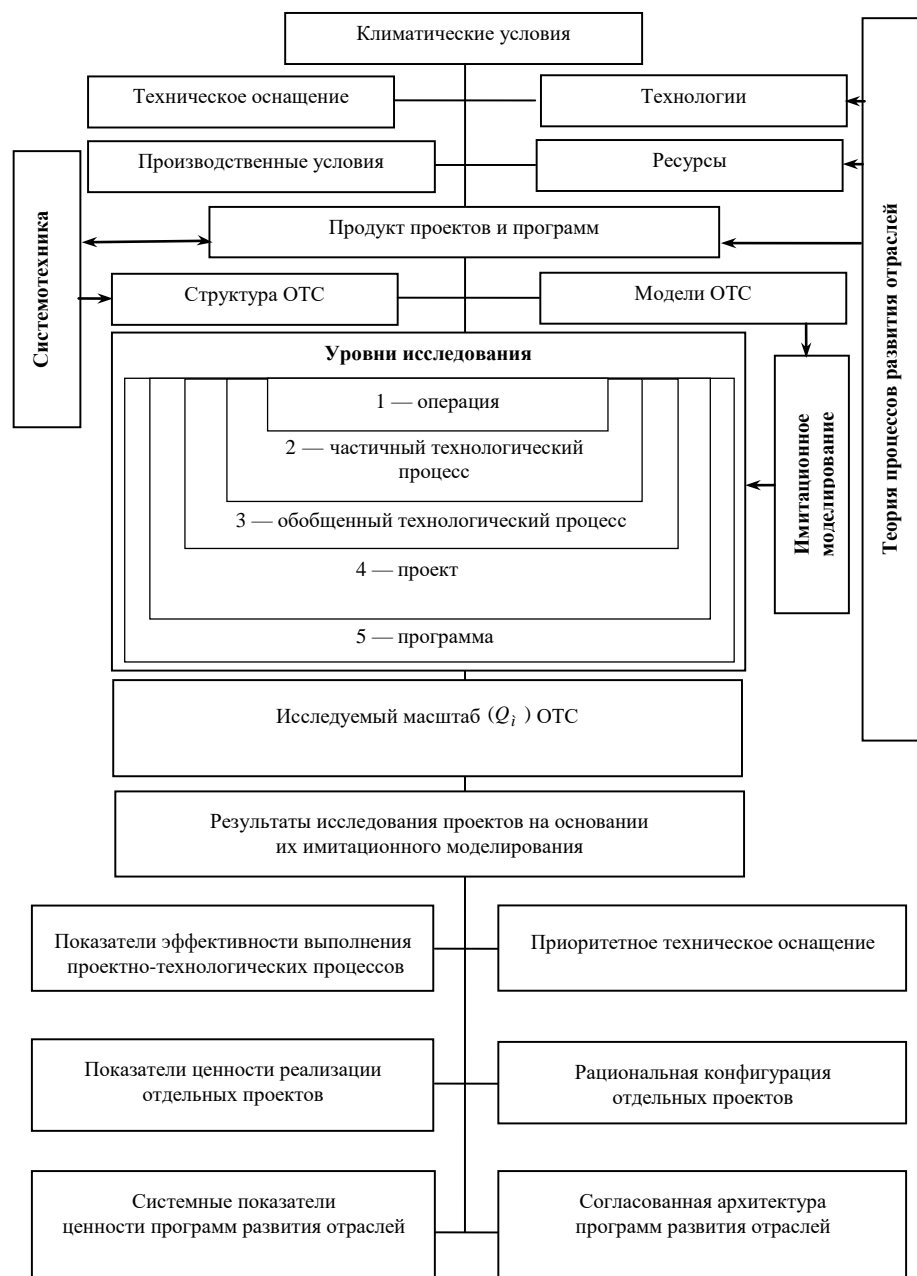 Климатические условия
Техническое оснащение
Технологии
Производственные условия
Ресурсы
Системотехника
Продукт проектов и программ
Теория процессов развития отраслей
Структура ОТС
Модели ОТС
Уровни исследования
1 — операция
2 — частичный технологический
процесс
3 — обобщенный технологический процесс
4 — проект
5 — программа
Имитационное
моделирование
Исследуемый масштаб (Q_i) ОТС
Результаты исследования проектов на основании
их имитационного моделирования
Показатели эффективности выполнения
проектно-технологических процессов
Приоритетное техническое оснащение
Показатели ценности реализации
отдельных проектов
Рациональная конфигурация
отдельных проектов
Системные показатели
ценности программ развития отраслей
Согласованная архитектура
программ развития отраслей